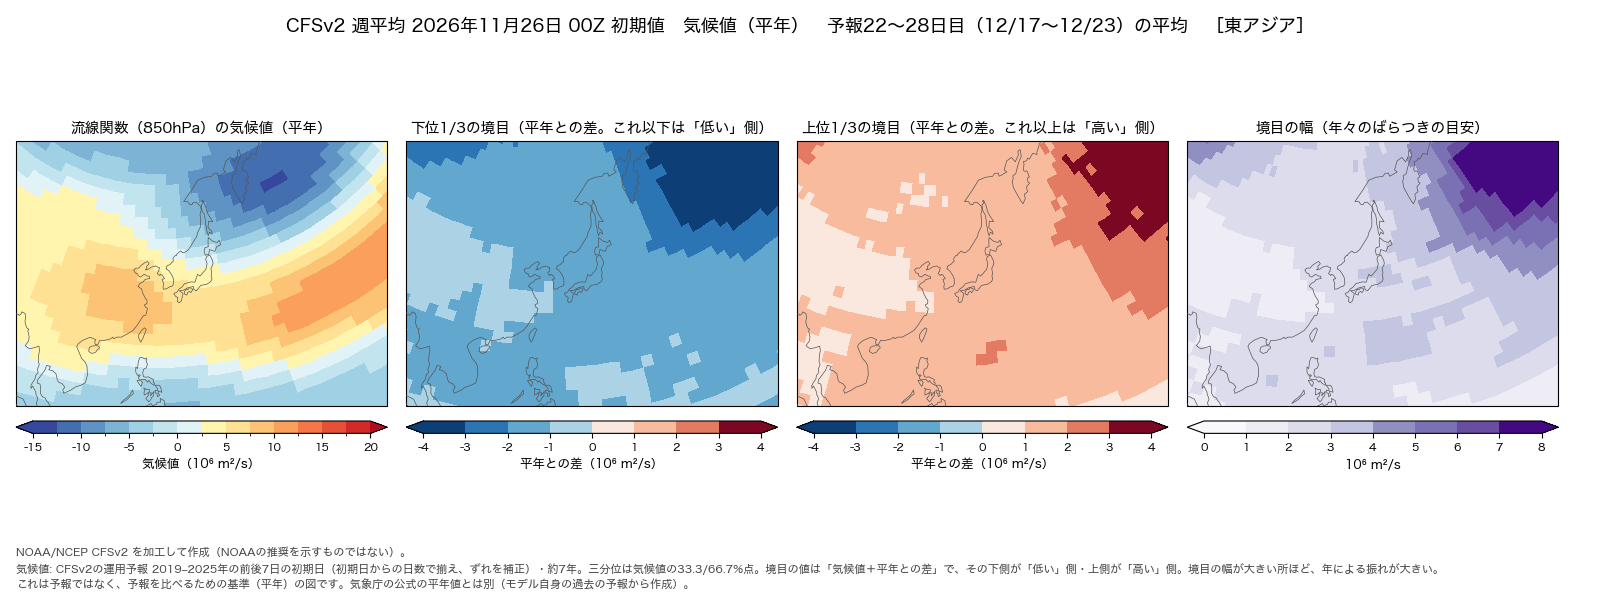 CFSv2 週平均 2026年11月26日 00Z 初期値　気候値（平年）　予報22～28日目（12/17～12/23）の平均　［東アジア］
流線関数（850hPa）の気候値（平年）
下位1/3の境目（平年との差。これ以下は「低い」側）
上位1/3の境目（平年との差。これ以上は「高い」側）
境目の幅（年々のばらつきの目安）
-15 -10 -5 0 5 10 15 20
気候値（10⁶ m²/s）
-4 -3 -2 -1 0 1 2 3 4
平年との差（10⁶ m²/s）
-4 -3 -2 -1 0 1 2 3 4
平年との差（10⁶ m²/s）
0 1 2 3 4 5 6 7 8
10⁶ m²/s
NOAA/NCEP CFSv2 を加工して作成（NOAAの推奨を示すものではない）。
気候値: CFSv2の運用予報 2019–2025年の前後7日の初期日（初期日からの日数で揃え、ずれを補正）・約7年。三分位は気候値の33.3/66.7%点。境目の値は「気候値＋平年との差」で、その下側が「低い」側・上側が「高い」側。境目の幅が大きい所ほど、年による振れが大きい。
これは予報ではなく、予報を比べるための基準（平年）の図です。気象庁の公式の平年値とは別（モデル自身の過去の予報から作成）。